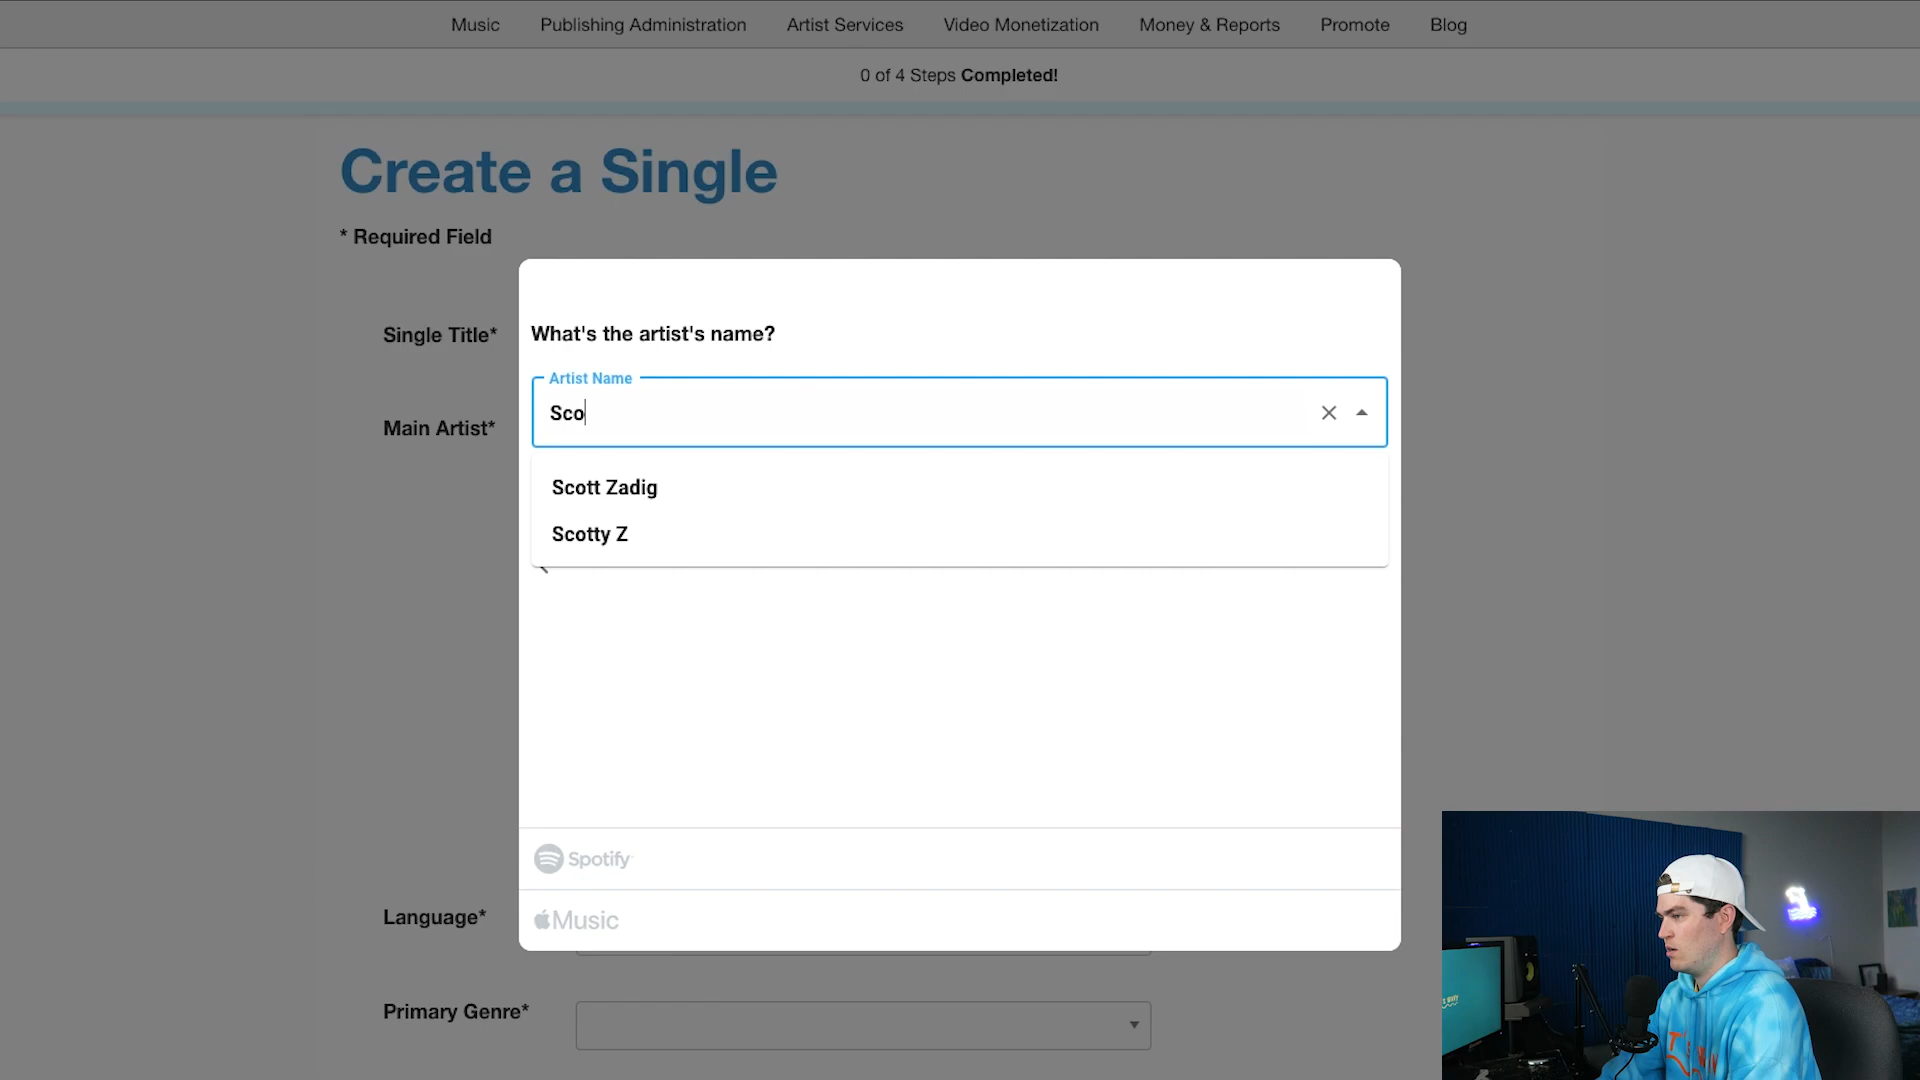 Music Publishing Administration Artist Services Video Monetization Money & Reports Promote Blog
0 of 4 Steps Completed!
Create a Single
* Required Field
Single Title*
What's the artist's name?
Artist Name
Sco
Main Artist*
Scott Zadig
Scotty Z
Spotify
Music
Language*
Primary Genre*